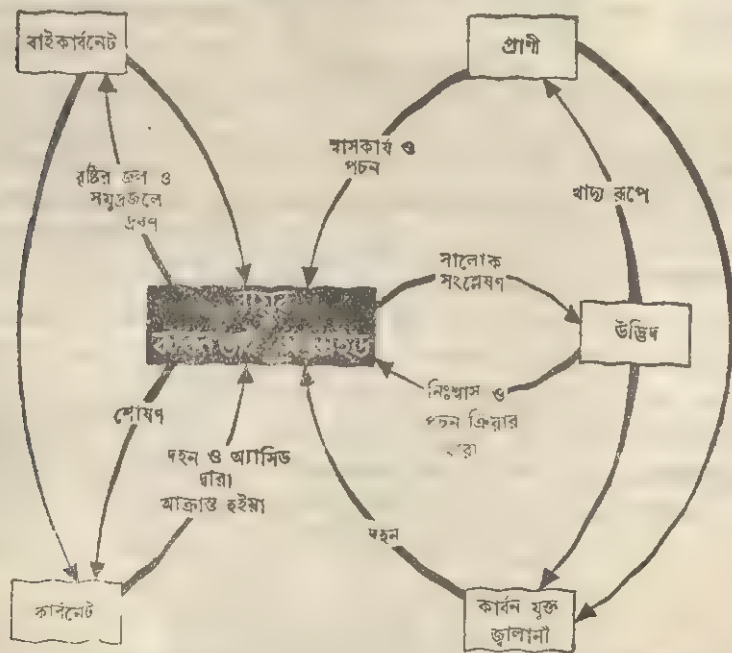 বাইকার্বনেট
প্রাণী
শ্বাসকার্য ও
পচন
বৃষ্টির জল ও
সমুদ্রজলে
দ্রবণ
খাদ্য রূপে
সালোক
সংশ্লেষণ
উদ্ভিদ
নিঃশ্বাস ও
পচন ক্রিয়ার
শোষণ
দহন ও অ্যাসিড
দ্বারা
আক্রান্ত হইয়া
দহন
কার্বনেট
কার্বন যুক্ত
জ্বালানী